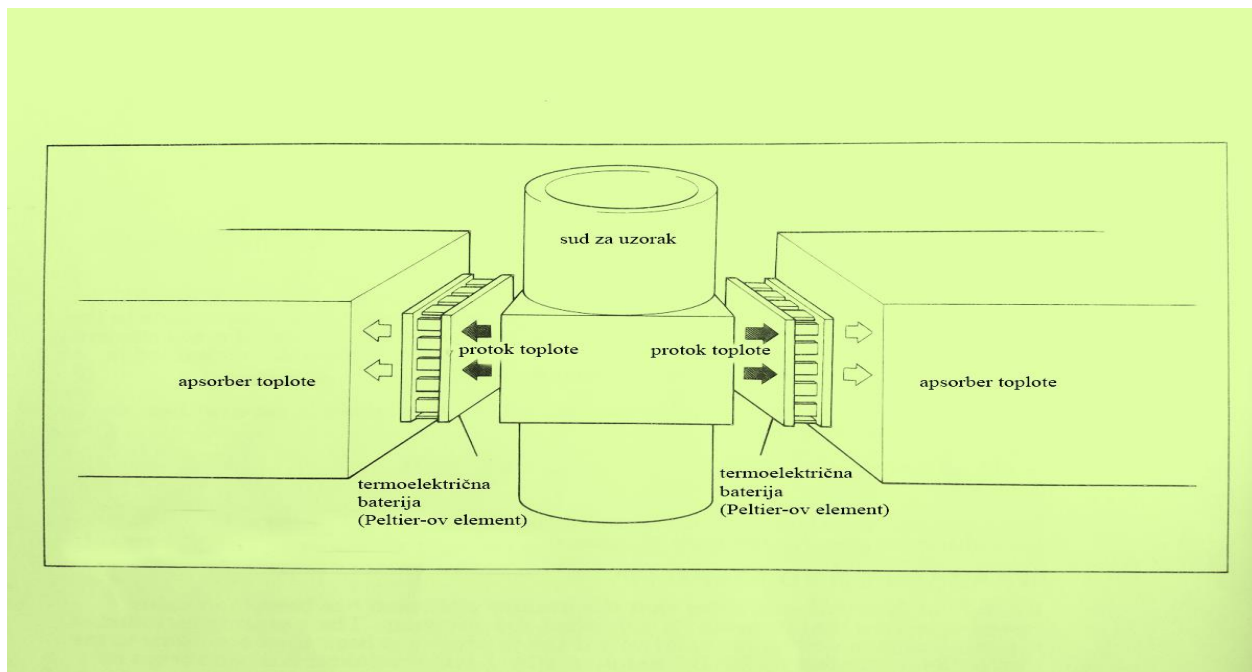 sud za uzorak
protok toplote
protok toplote
apsorber toplote
apsorber toplote
termoelektrična
baterija
(Peltier-ov element)
termoelektrična
baterija
(Peltier-ov element)